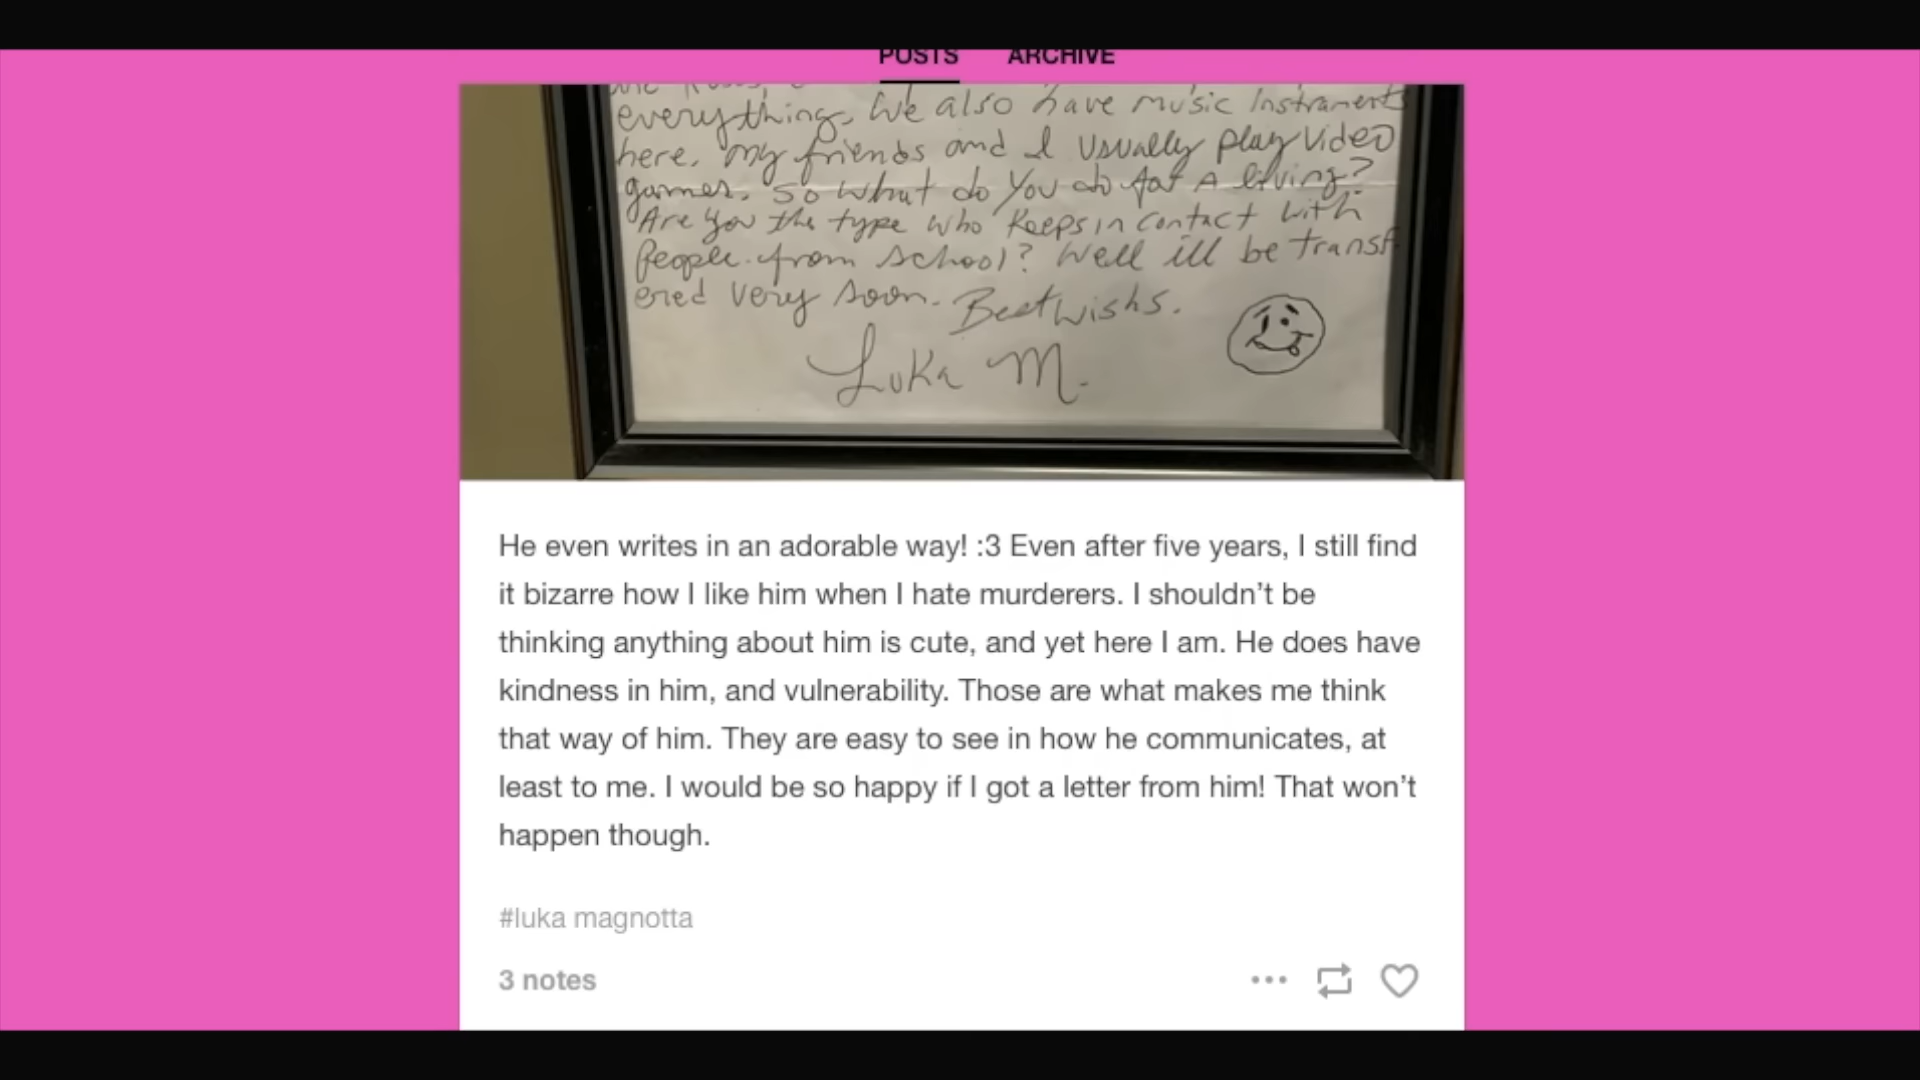 POSTS ARCHIVE
everything. We also have music Instraments
here. My friends and I usually play video
games. So what do you do for a living?
Are you the type who keeps in contact with
people from school? Well ill be transf
ered very soon. Best wishs.
Luka M.
He even writes in an adorable way! :3 Even after five years, I still find
it bizarre how I like him when I hate murderers. I shouldn’t be
thinking anything about him is cute, and yet here I am. He does have
kindness in him, and vulnerability. Those are what makes me think
that way of him. They are easy to see in how he communicates, at
least to me. I would be so happy if I got a letter from him! That won’t
happen though.
#luka magnotta
3 notes